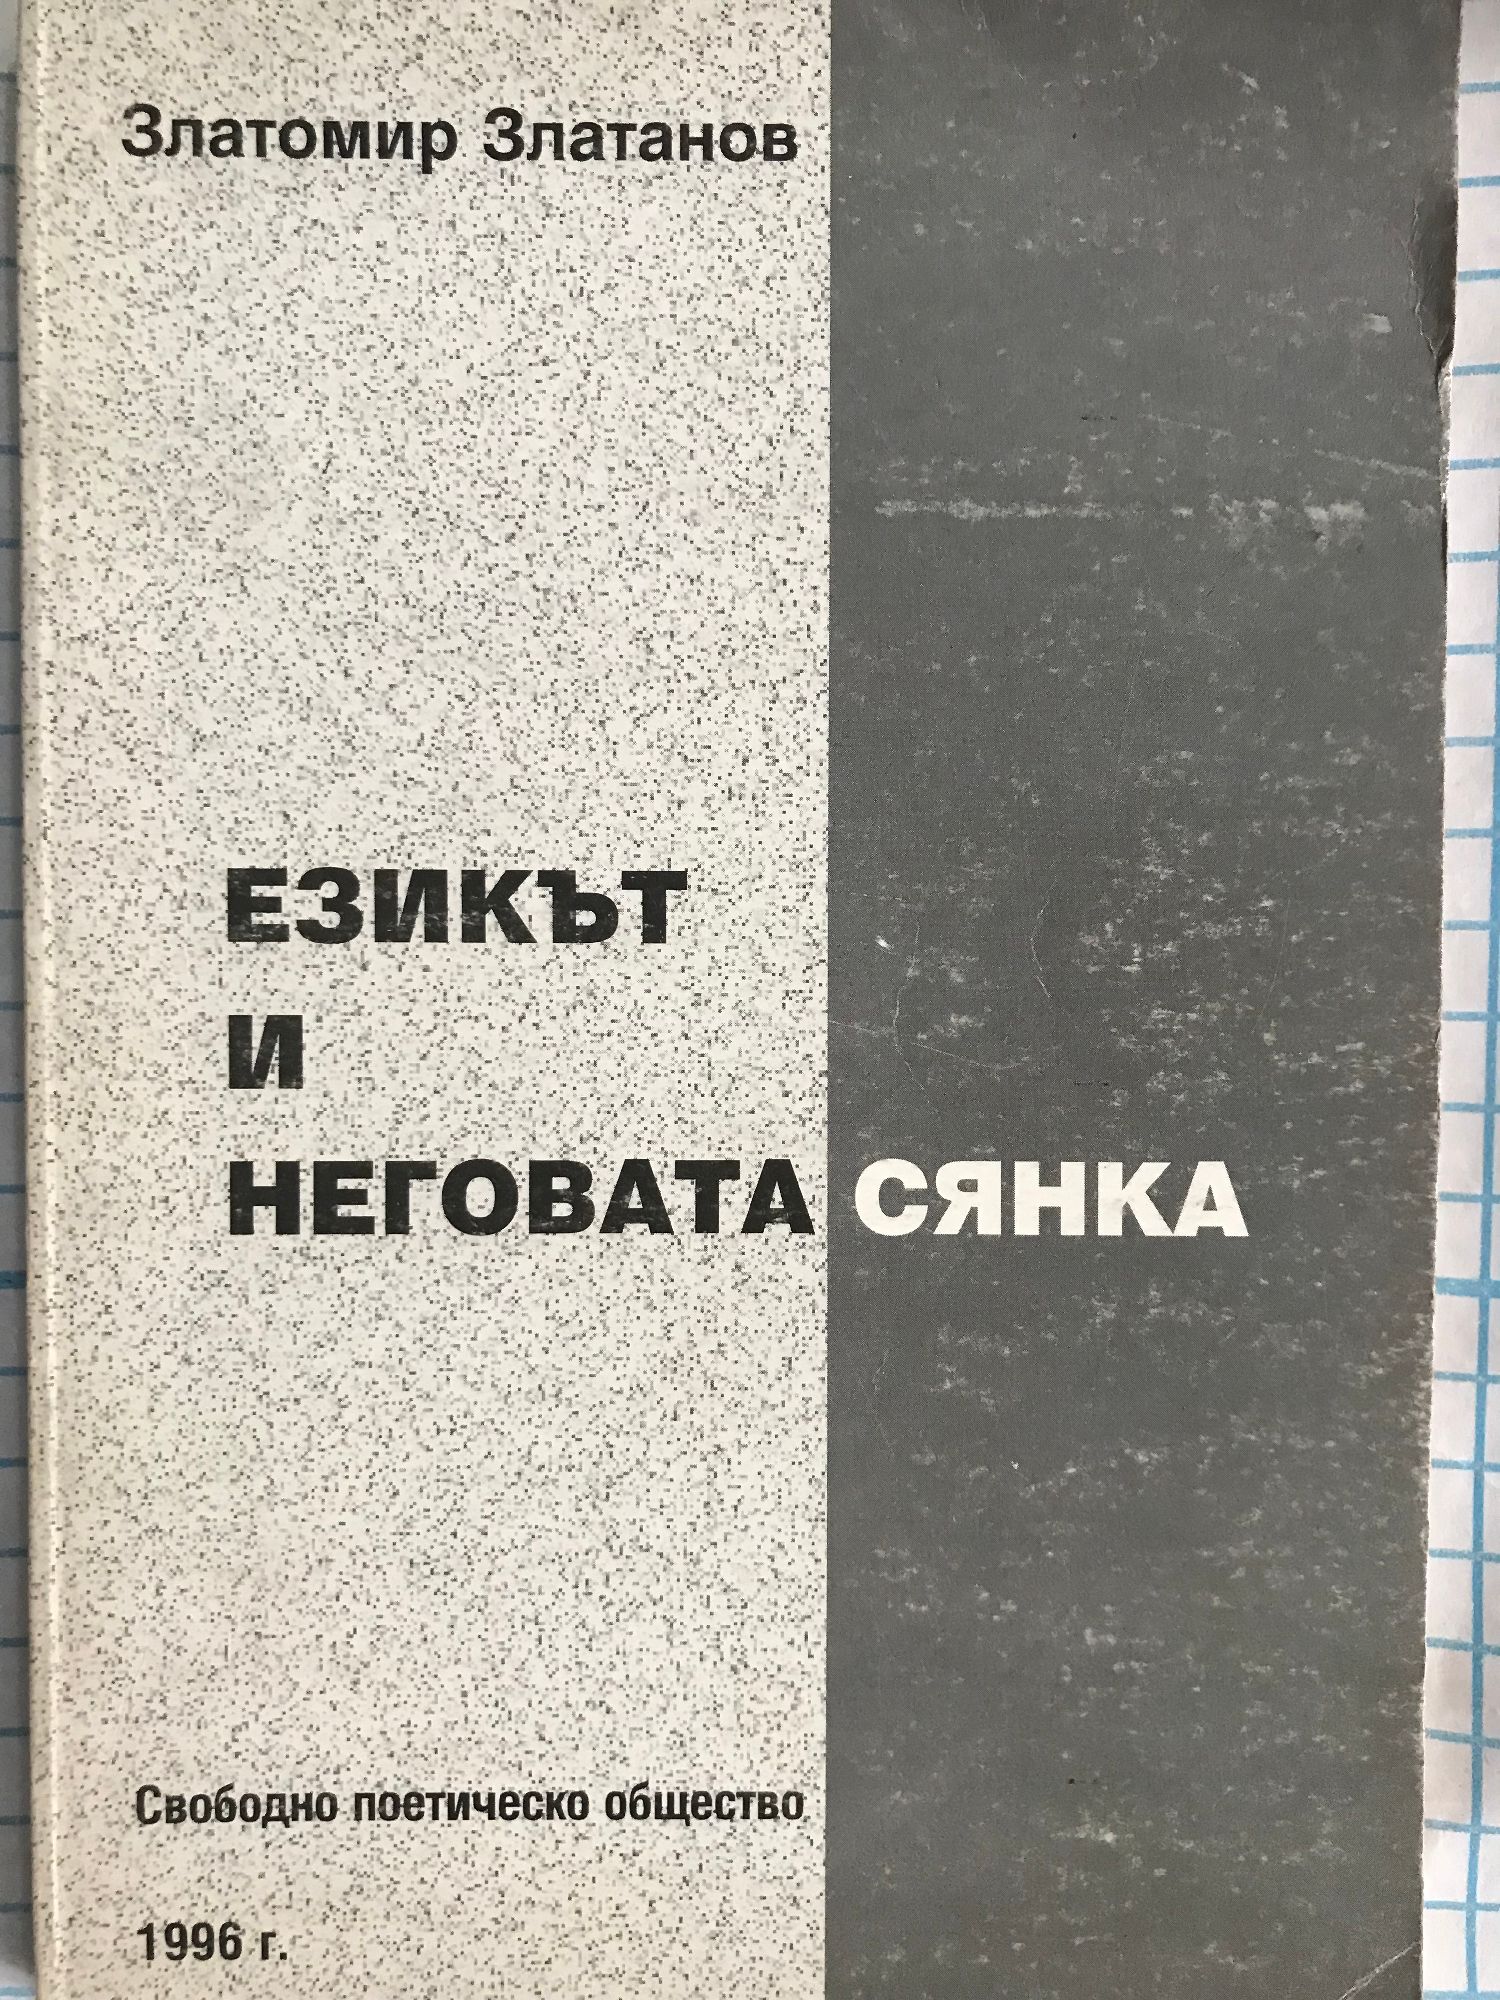 Златомир Златанов
ЕЗИКЪТ
И
НЕГОВАТА СЯНКА
Свободно поетическо общество
1996 г.